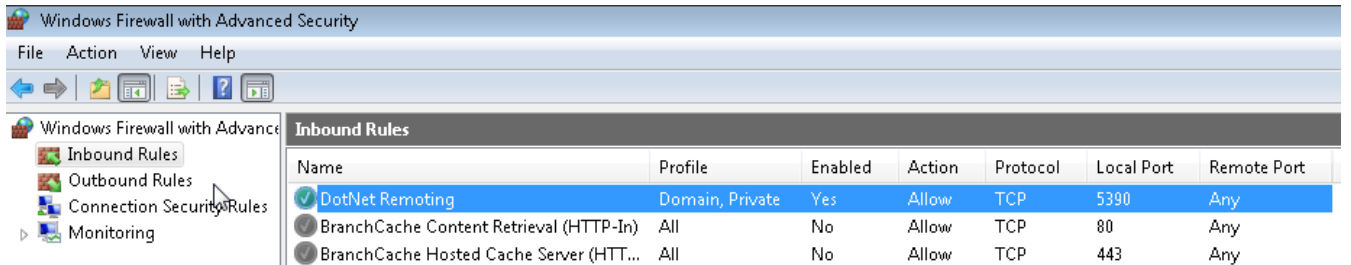 Windows Firewall with Advanced Security
File Action View Help
Windows Firewall with Advance
Inbound Rules
Outbound Rules
Connection Security Rules
Monitoring
Inbound Rules
Name Profile Enabled Action Protocol Local Port Remote Port
DotNet Remoting Domain, Private Yes Allow TCP 5390 Any
BranchCache Content Retrieval (HTTP-In) All No Allow TCP 80 Any
BranchCache Hosted Cache Server (HTT... All No Allow TCP 443 Any